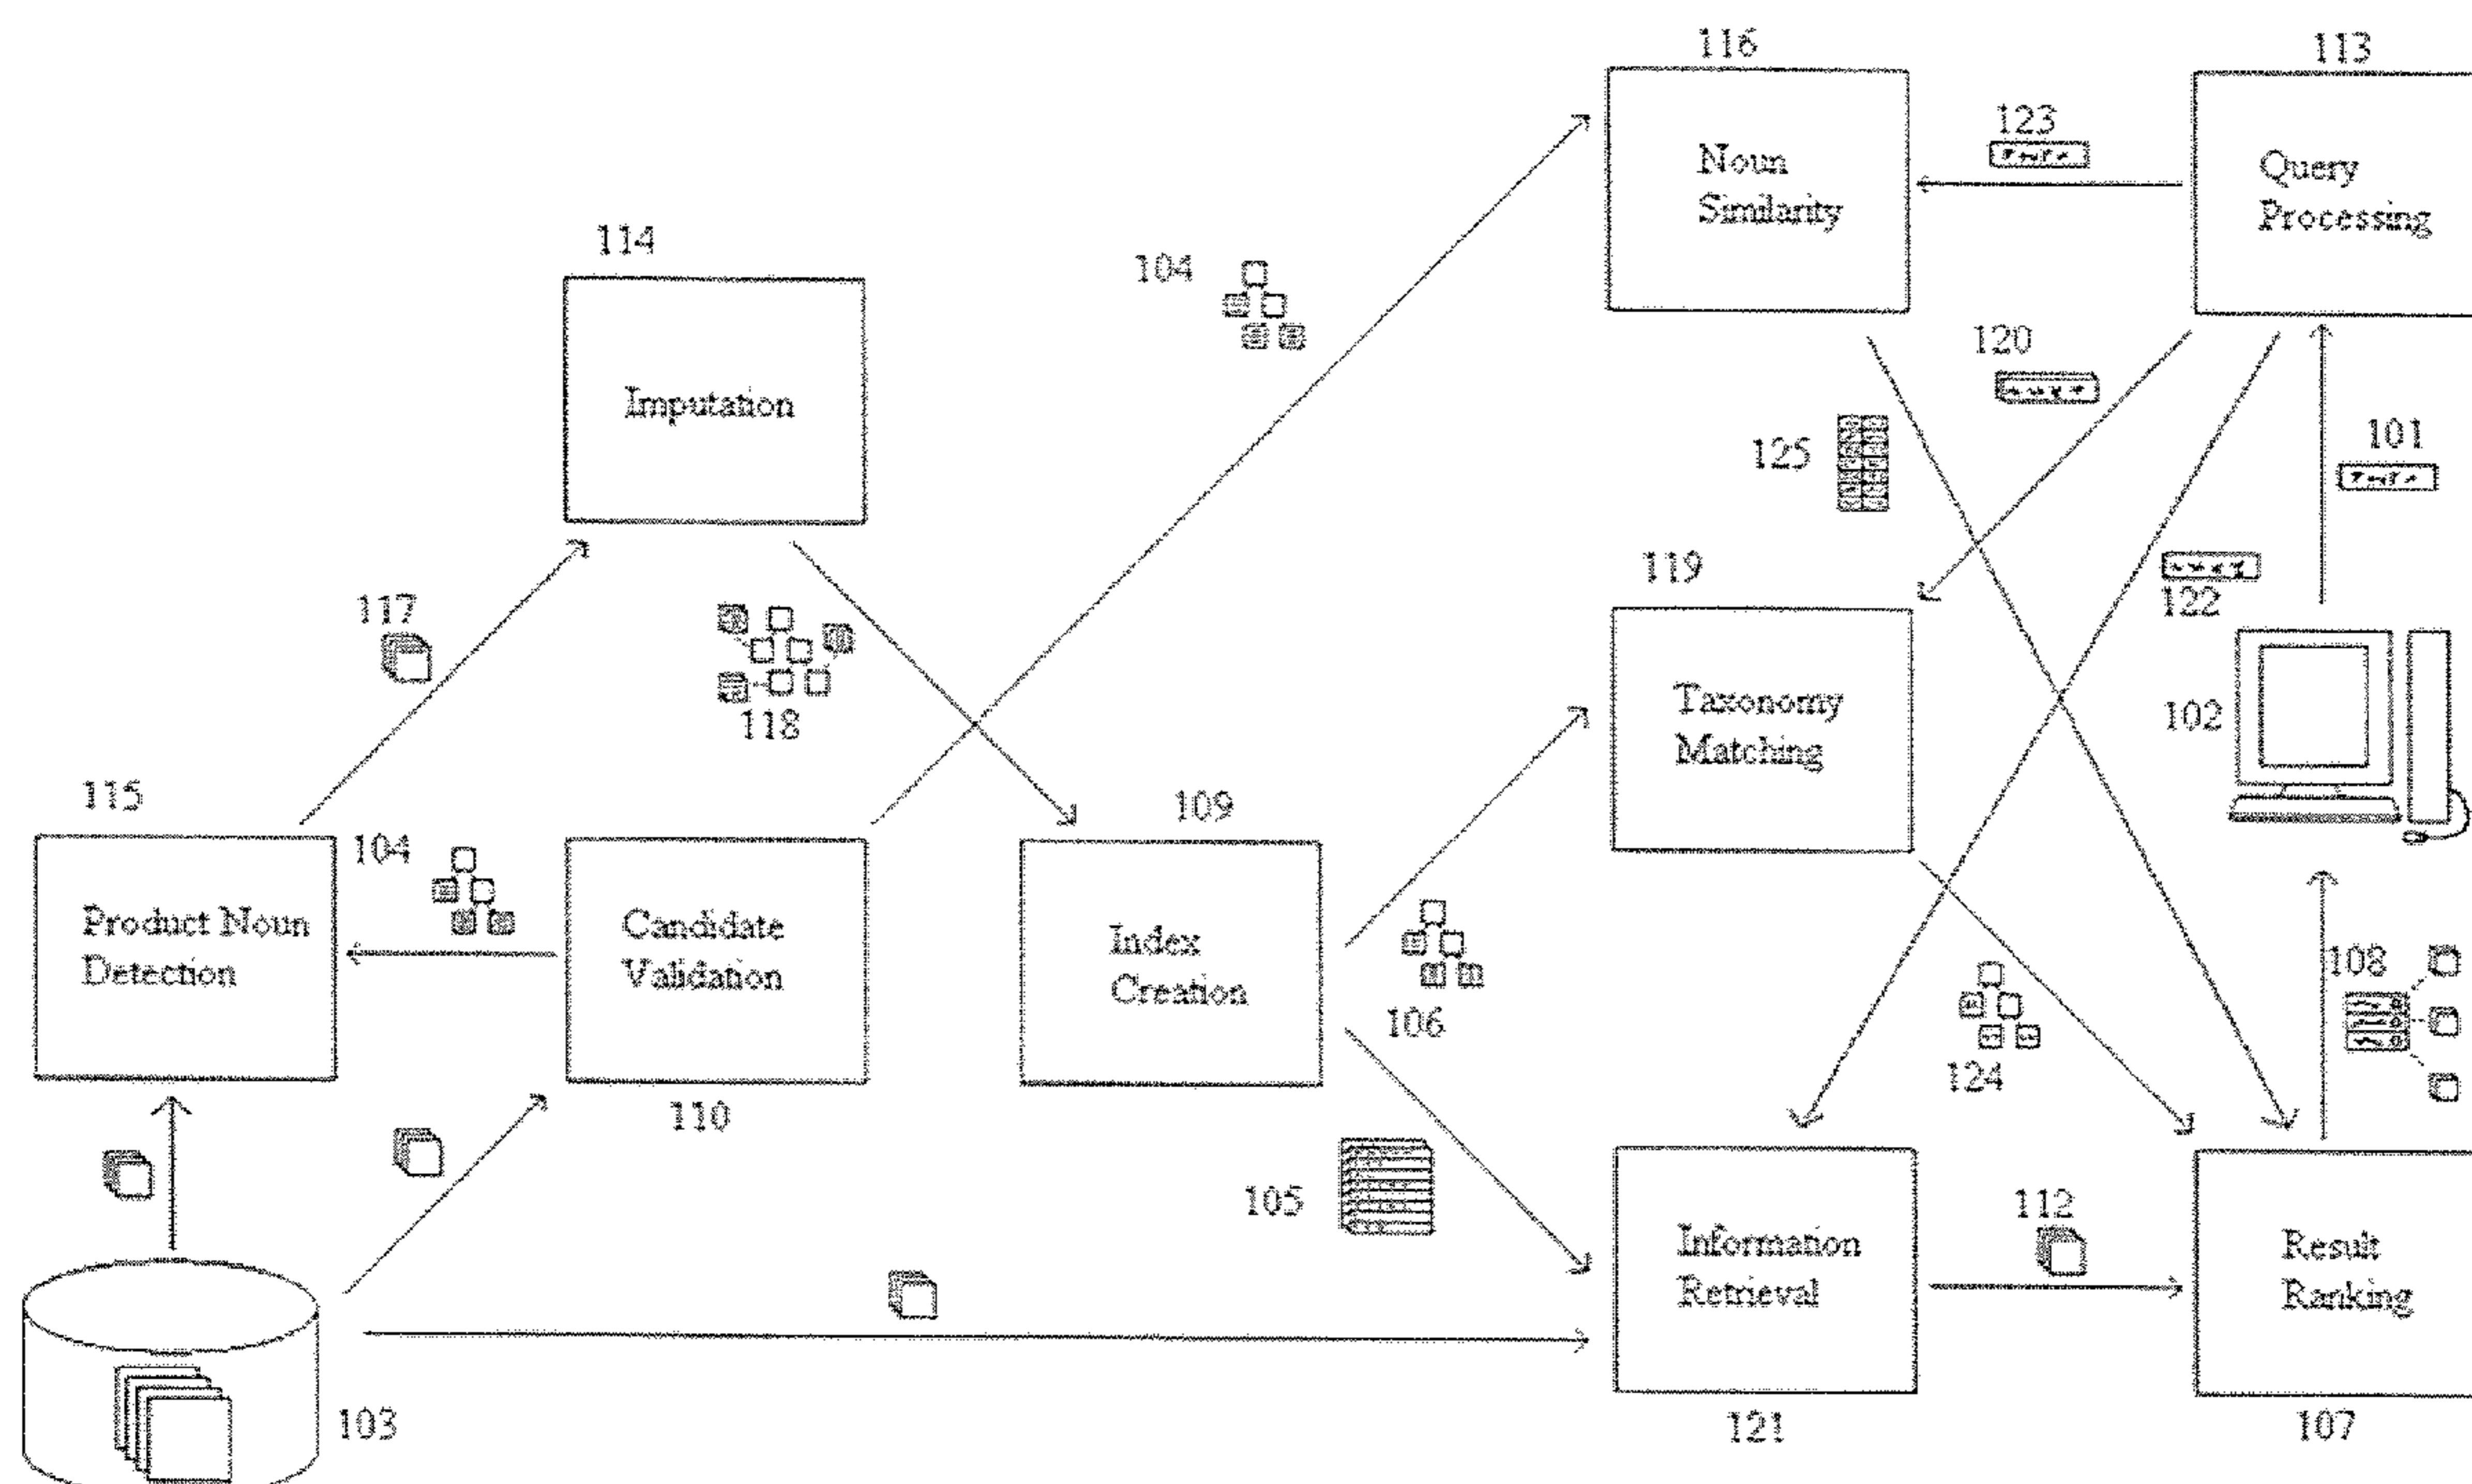 116
113
123
Noun
Similarity
Query
Processing
114
104
120
Imputation
125
101
119
122
117
118
Taxonomy
Matching
102
115
109
104
Product Noun
Detection
Candidate
Validation
Index
Creation
106
108
124
110
105
112
Information
Retrieval
Result
Ranking
103
121
107